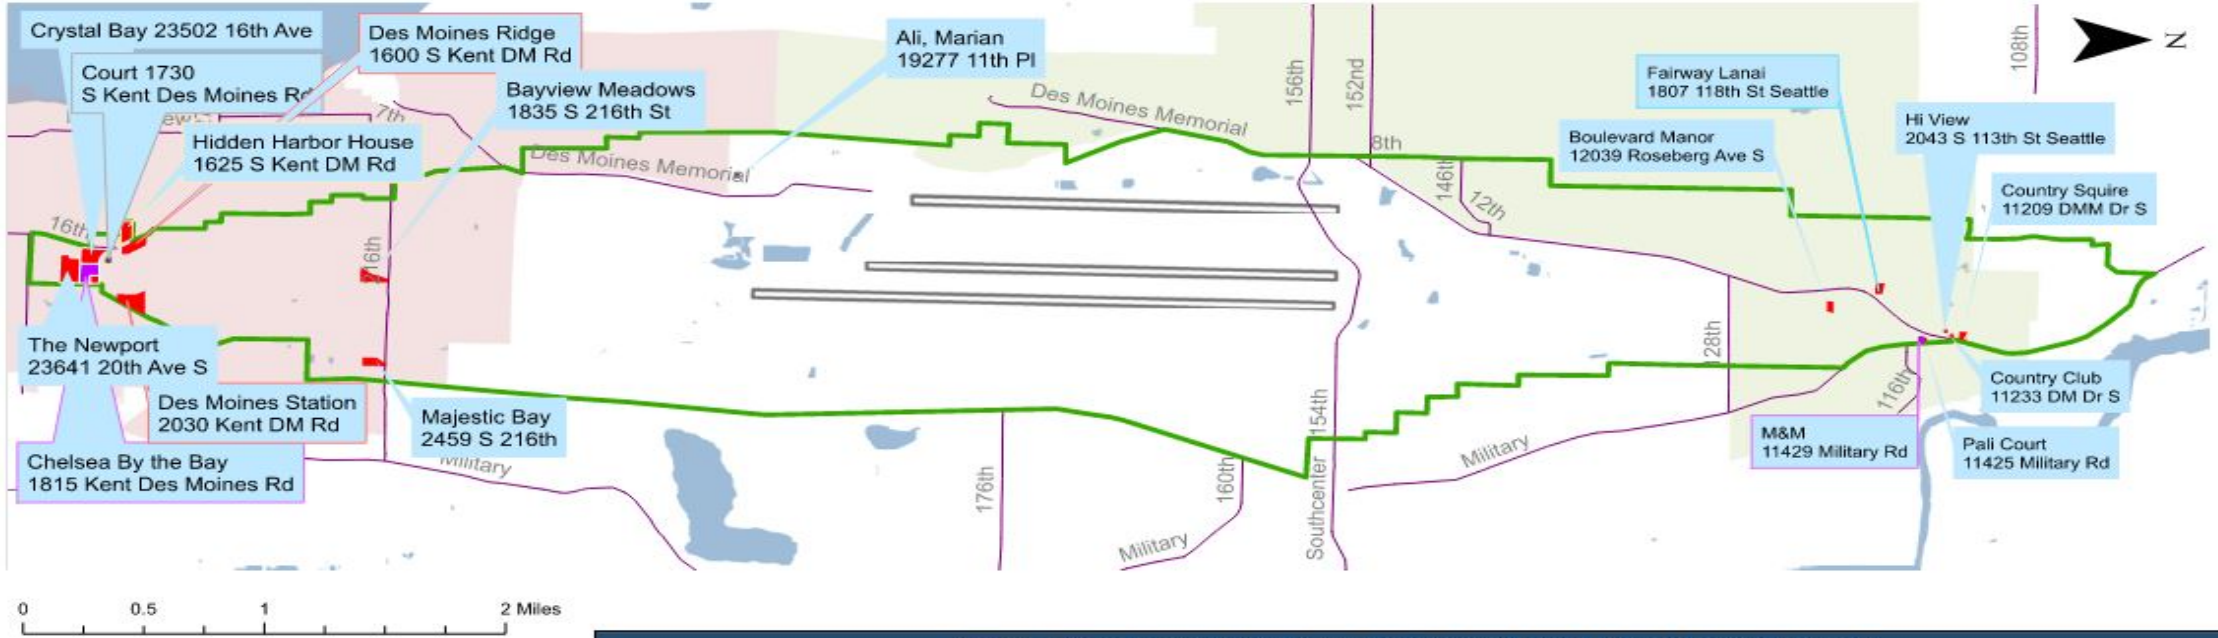 Crystal Bay 23502 16th Ave
Court 1730
S Kent Des Moines Rd
Des Moines Ridge
1600 S Kent DM Rd
Hidden Harbor House
1625 S Kent DM Rd
Bayview Meadows
1835 S 216th St
Ali, Marian
19277 11th Pl
Fairway Lanai
1807 118th St Seattle
Boulevard Manor
12039 Roseberg Ave S
Hi View
2043 S 113th St Seattle
Country Squire
11209 DMM Dr S
N
108th
156th
152nd
Des Moines Memorial
8th
7th
Des Moines Memorial
146th
12th
16th
The Newport
23641 20th Ave S
Des Moines Station
2030 Kent DM Rd
Chelsea By the Bay
1815 Kent Des Moines Rd
Majestic Bay
2459 S 216th
Military
176th
160th
Military
Southcenter 154th
Military
128th
116th
M&M
11429 Military Rd
Country Club
11233 DM Dr S
Pali Court
11425 Military Rd
0 0.5 1 2 Miles